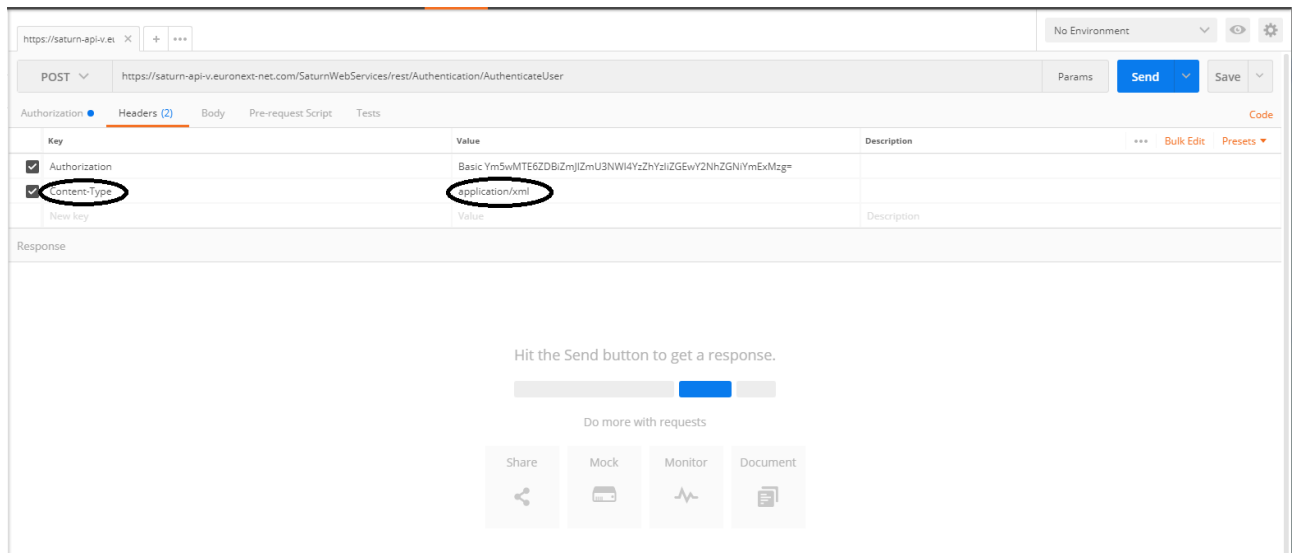 No Environment
https://saturn-api-v.eu
POST https://saturn-api-v.euronext-net.com/SaturnWebServices/rest/Authentication/AuthenticateUser Params Send Save
Authorization Headers (2) Body Pre-request Script Tests Code
Key Value Description Bulk Edit Presets
Authorization Basic
Content-Type application/xml
New key Value Description
Response
Hit the Send button to get a response.
Do more with requests
Share Mock Monitor Document